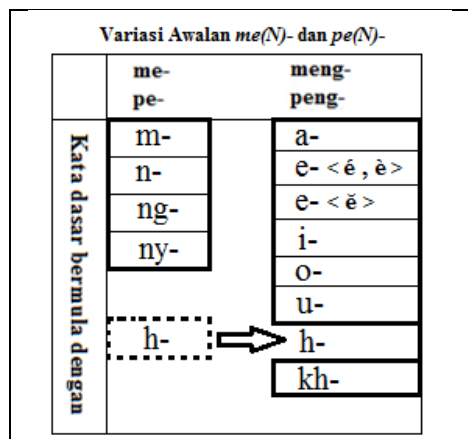 Variasi Awalan me(N)- dan pe(N)-
me- meng-
pe- peng-
Kata dasar bermula dengan
m- a-
n- e- <é, è>
ng- e- <ě>
ny- i-
o-
u-
h- h-
kh-